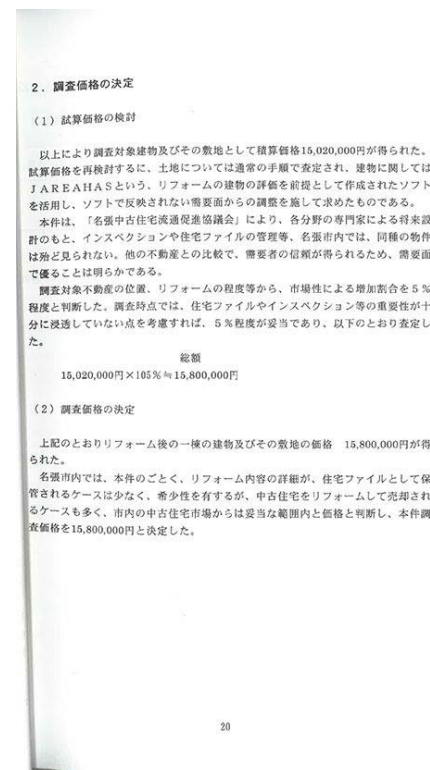 2．調査価格の決定
（1）試算価格の検討
以上により調査対象建物及びその敷地として積算価格15,020,000円が得られた。
試算価格を再検討するに、土地については通常の手順で査定され、建物に関しては
ＪＡＲＥＡＨＡＳという、リフォームの建物の評価を前提として作成されたソフト
を活用し、ソフトで反映されない需要面からの調整を施して求めたものである。
本件は、「名張中古住宅流通促進協議会」により、各分野の専門家による将来設
計のもと、インスペクションや住宅ファイルの管理等、名張市内では、同種の物件
は殆ど見られない。他の不動産との比較で、需要者の信頼が得られるため、需要面
で優ることは明らかである。
調査対象不動産の位置、リフォームの程度等から、市場性による増加割合を５％
程度と判断した。調査時点では、住宅ファイルやインスペクション等の重要性が十
分に浸透していない点を考慮すれば、５％程度が妥当であり、以下のとおり査定し
た。
総額
15,020,000円×105％≒15,800,000円
（2）調査価格の決定
上記のとおりリフォーム後の一棟の建物及びその敷地の価格　15,800,000円が得
られた。
名張市内では、本件のごとく、リフォーム内容の詳細が、住宅ファイルとして保
管されるケースは少なく、希少性を有するが、中古住宅をリフォームして売却され
るケースも多く、市内の中古住宅市場からは妥当な範囲内と価格と判断し、本件調
査価格を15,800,000円と決定した。
20